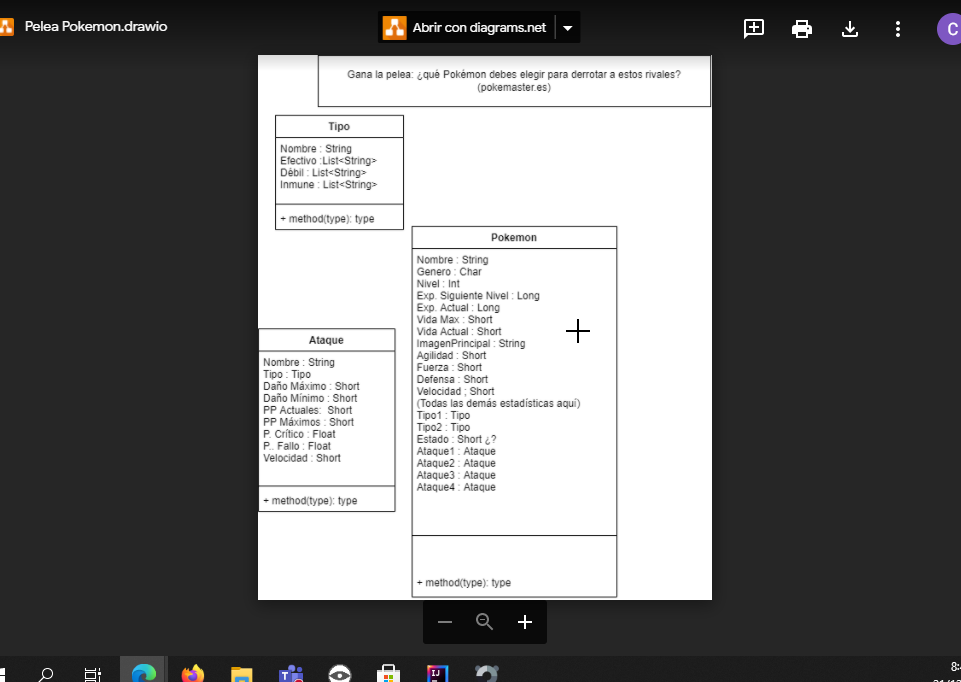 Pelea Pokemon.drawio
Abrir con diagrams.net
C
Gana la pelea: ¿qué Pokémon debes elegir para derrotar a estos rivales?
(pokemaster.es)
Tipo
Nombre : String
Efectivo :List<String>
Débil : List<String>
Inmune : List<String>
+ method(type): type
Pokemon
Nombre : String
Genero : Char
Nivel : Int
Exp. Siguiente Nivel : Long
Exp. Actual : Long
Vida Max : Short
Vida Actual : Short
ImagenPrincipal : String
Agilidad : Short
Fuerza : Short
Defensa : Short
Velocidad ; Short
(Todas las demás estadísticas aquí)
Tipo1 : Tipo
Tipo2 : Tipo
Estado : Short ¿?
Ataque1 : Ataque
Ataque2 : Ataque
Ataque3 : Ataque
Ataque4 : Ataque
+ method(type): type
Ataque
Nombre : String
Tipo : Tipo
Daño Máximo : Short
Daño Mínimo : Short
PP Actuales: Short
PP Máximos : Short
P. Crítico : Float
P.. Fallo : Float
Velocidad : Short
+ method(type): type
IJ
8: